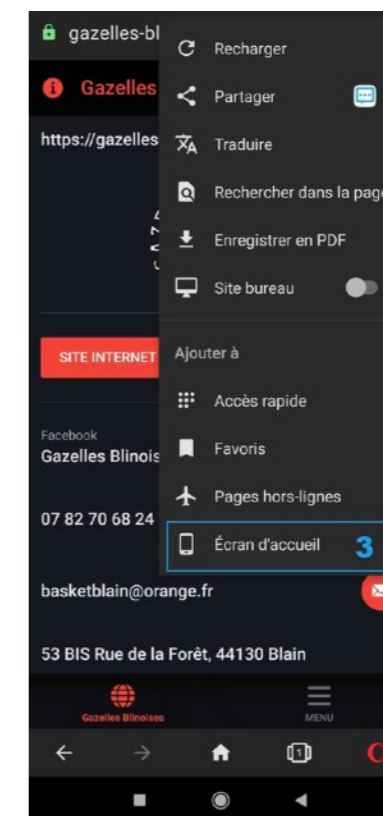 gazelles-bl
Recharger
Gazelles
Partager
https://gazelles
Traduire
Rechercher dans la page
Enregistrer en PDF
Site bureau
SITE INTERNET
Ajouter à
Accès rapide
Facebook
Gazelles Blinois
Favoris
Pages hors-lignes
07 82 70 68 24
Écran d'accueil 3
basketblain@orange.fr
53 BIS Rue de la Forêt, 44130 Blain
Gazelles Blinoises
MENU
1